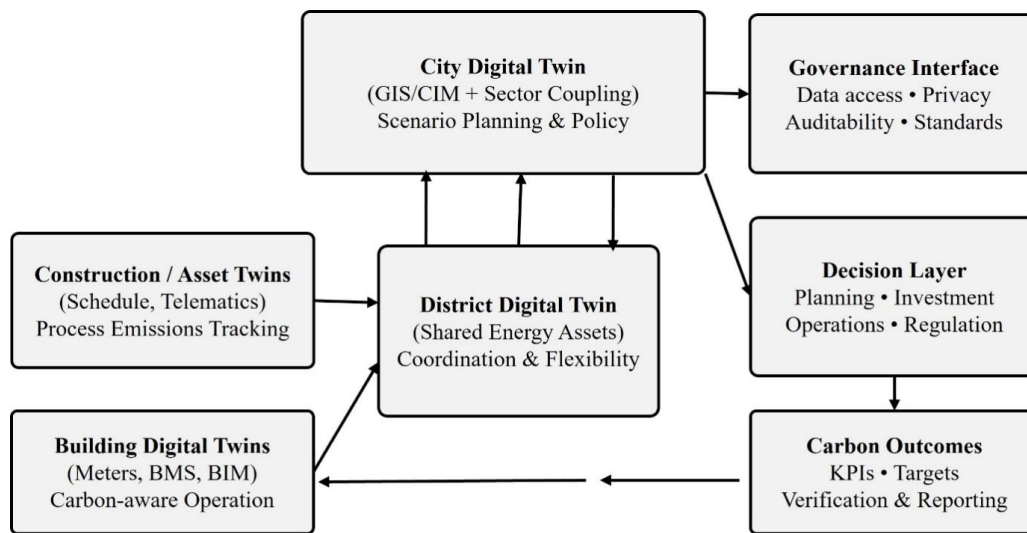 City Digital Twin
(GIS/CIM + Sector Coupling)
Scenario Planning & Policy
Governance Interface
Data access • Privacy
Auditability • Standards
Construction / Asset Twins
(Schedule, Telematics)
Process Emissions Tracking
District Digital Twin
(Shared Energy Assets)
Coordination & Flexibility
Decision Layer
Planning • Investment
Operations • Regulation
Building Digital Twins
(Meters, BMS, BIM)
Carbon-aware Operation
Carbon Outcomes
KPIs • Targets
Verification & Reporting